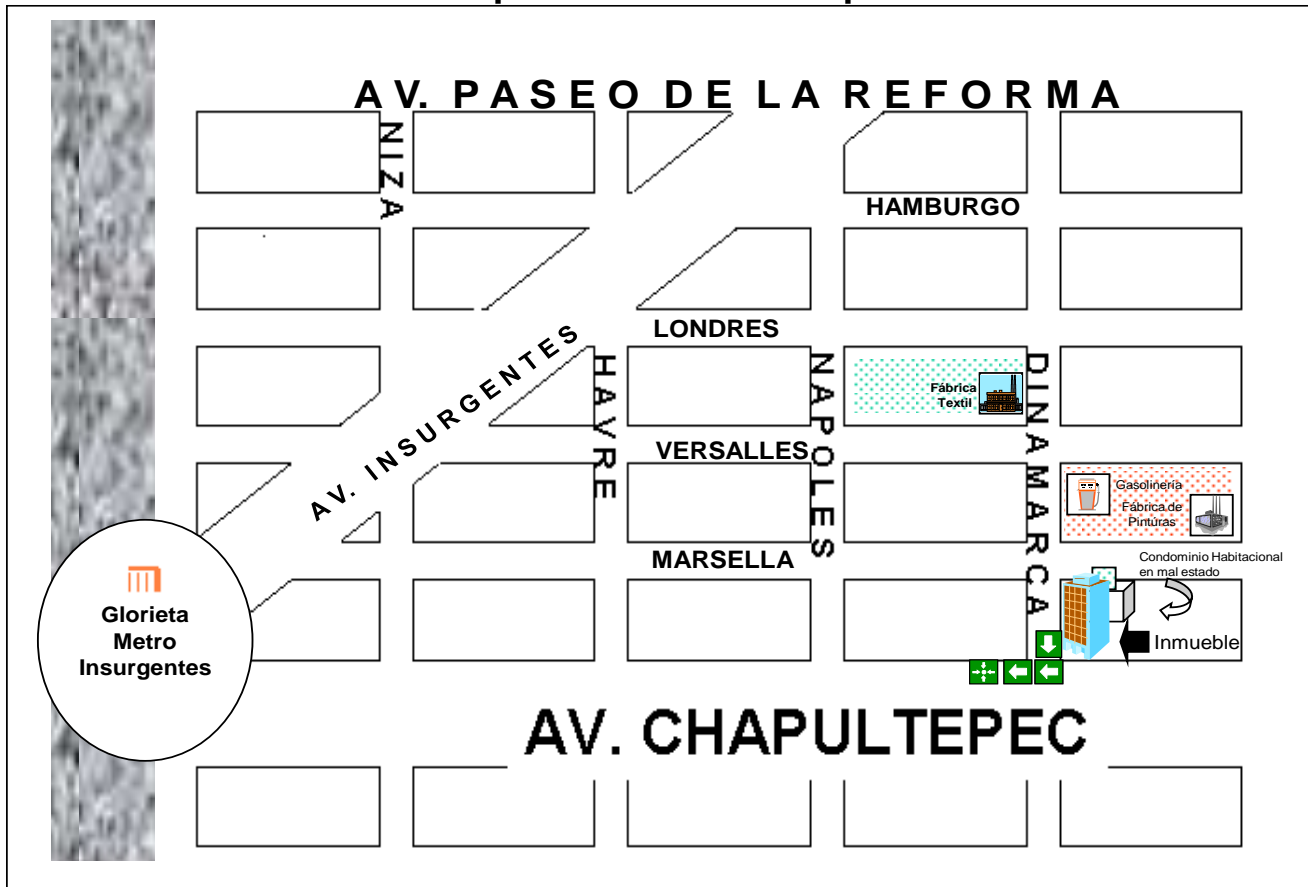 AV. PASEO DE LA REFORMA
NIZA
HAMBURGO
LONDRES
AV. INSURGENTES
HAVRE
NAPOLES
DINAMARCA
Fábrica
Textil
VERSALLES
Gasolinería
Fábrica de
Pintúras
MARSELLA
Condominio Habitacional
en mal estado
Inmueble
Glorieta
Metro
Insurgentes
AV. CHAPULTEPEC